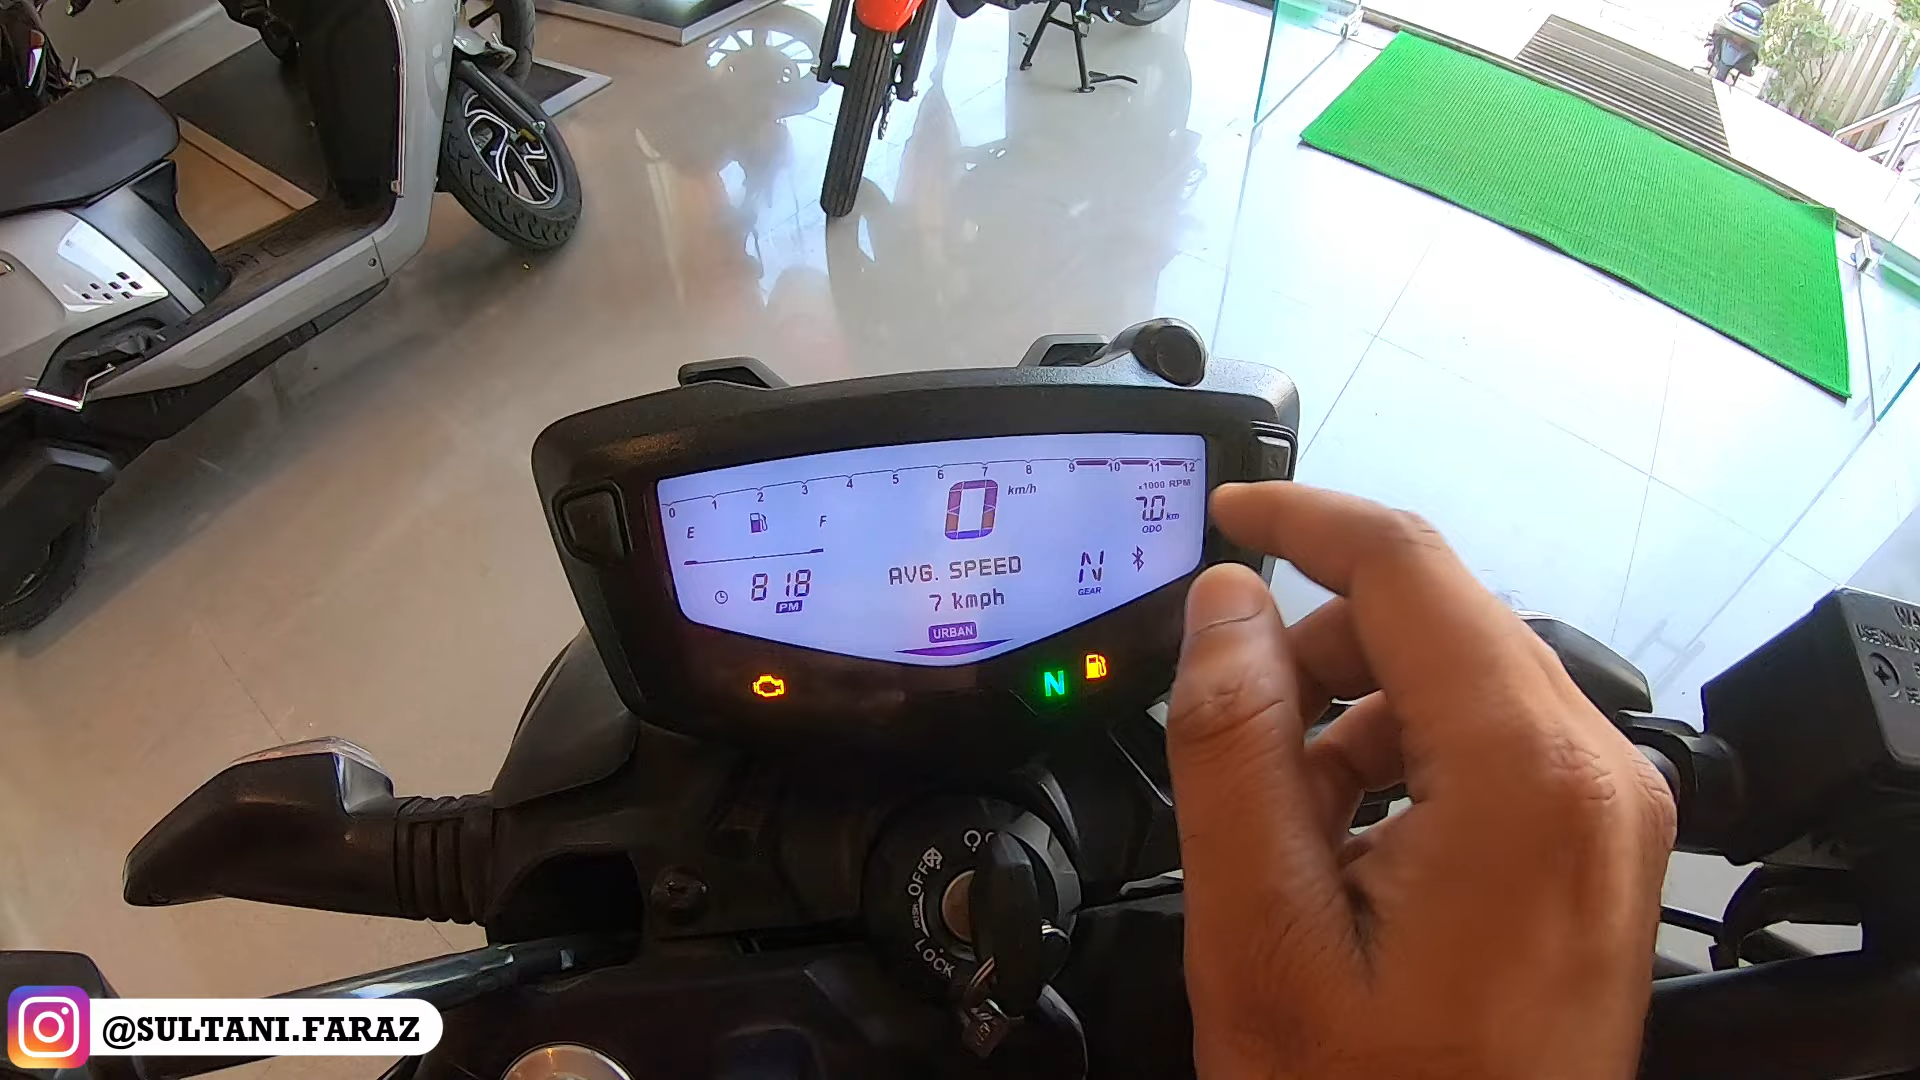 0 1 2 3 4 5 6 7 8 9 10 11 12
x1000 RPM
0 km/h
7.0 km
ODO
E F
8 18
PM
AVG. SPEED
7 kmph
N
GEAR
URBAN
N
OFF
PUSH
LOCK
@SULTANI.FARAZ